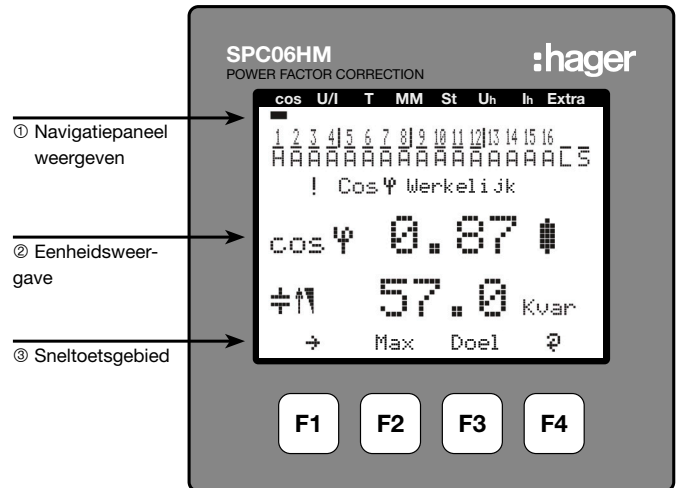 SPC06HM
:hager
POWER FACTOR CORRECTION
cos U/I T MM St Uh Ih Extra
① Navigatiepaneel
weergeven
1 2 3 4 5 6 7 8 9 10 11 12 13 14 15 16
H A A A A A A A A A A A A A A A L S
! Cos φ Werkelijk
② Eenheidsweer-
gave
cos φ 0.87
57.0 Kvar
③ Sneltoetsgebied
→ Max Doel
F1 F2 F3 F4